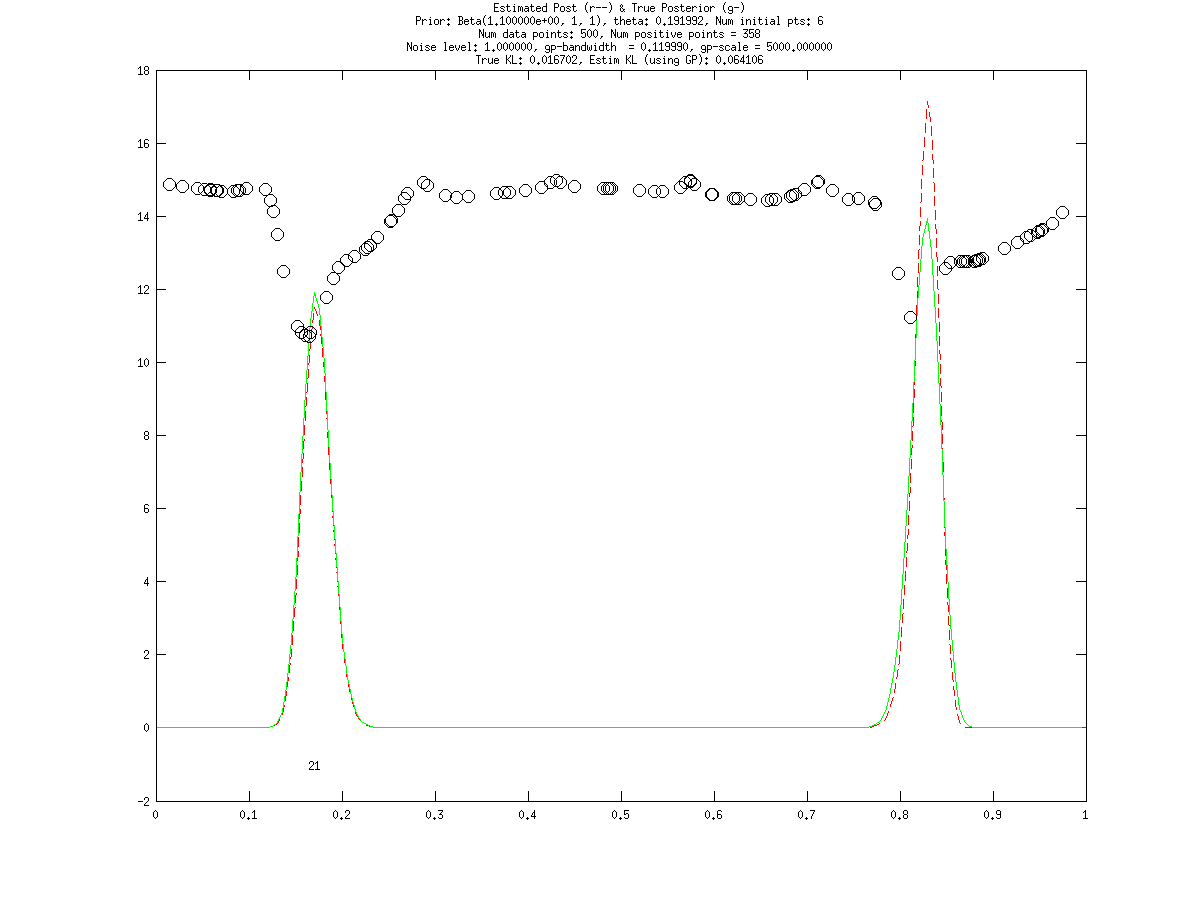 Estimated Post (r--) & True Posterior (g-)
Prior: Beta(1.100000e+00, 1, 1), theta: 0.191992, Num initial pts: 6
Num data points: 500, Num positive points = 358
Noise level: 1.000000, gp-bandwidth  = 0.119990, gp-scale = 5000.000000
True KL: 0.016702, Estim KL (using GP): 0.064106
18
16
14
12
10
8
6
4
2
0
21
-2
0 0.1 0.2 0.3 0.4 0.5 0.6 0.7 0.8 0.9 1